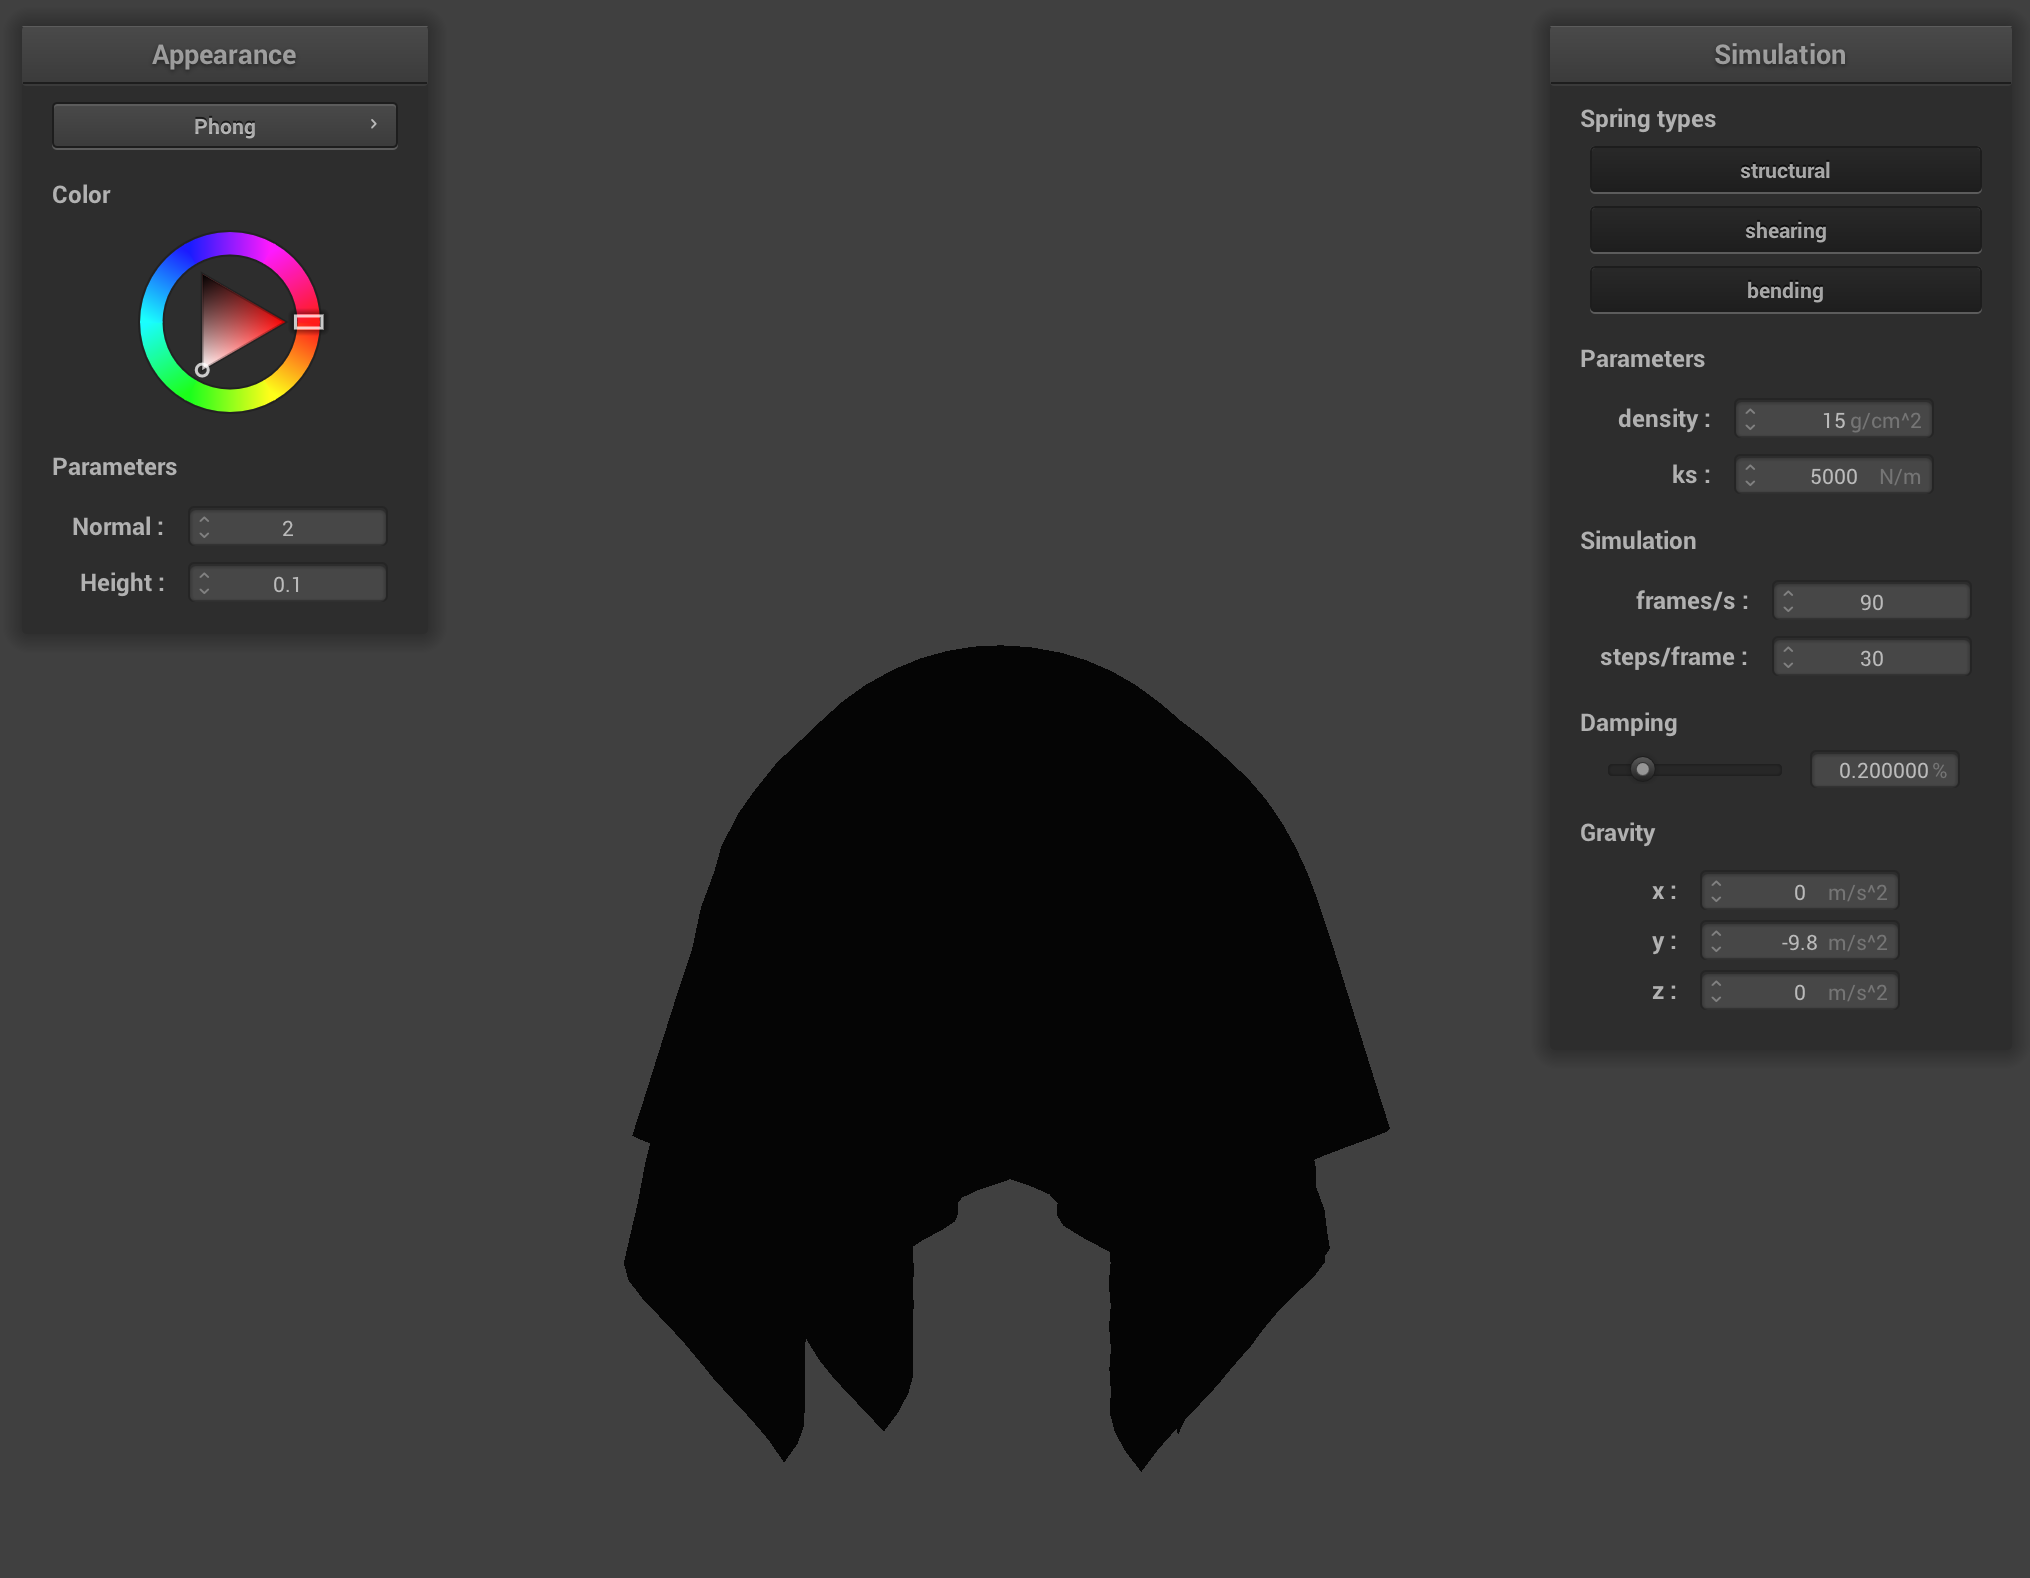 Appearance
Phong
Color
Parameters
Normal : 2
Height : 0.1
Simulation
Spring types
structural
shearing
bending
Parameters
density : 15 g/cm^2
ks : 5000 N/m
Simulation
frames/s : 90
steps/frame : 30
Damping
0.200000 %
Gravity
x : 0 m/s^2
y : -9.8 m/s^2
z : 0 m/s^2